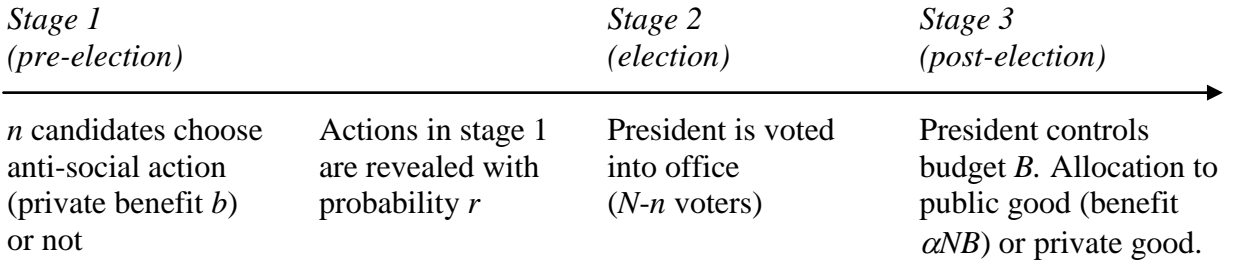 Stage 1
(pre-election)
Stage 2
(election)
Stage 3
(post-election)
n candidates choose
anti-social action
(private benefit b)
or not
Actions in stage 1
are revealed with
probability r
President is voted
into office
(N-n voters)
President controls
budget B. Allocation to
public good (benefit
αNB) or private good.